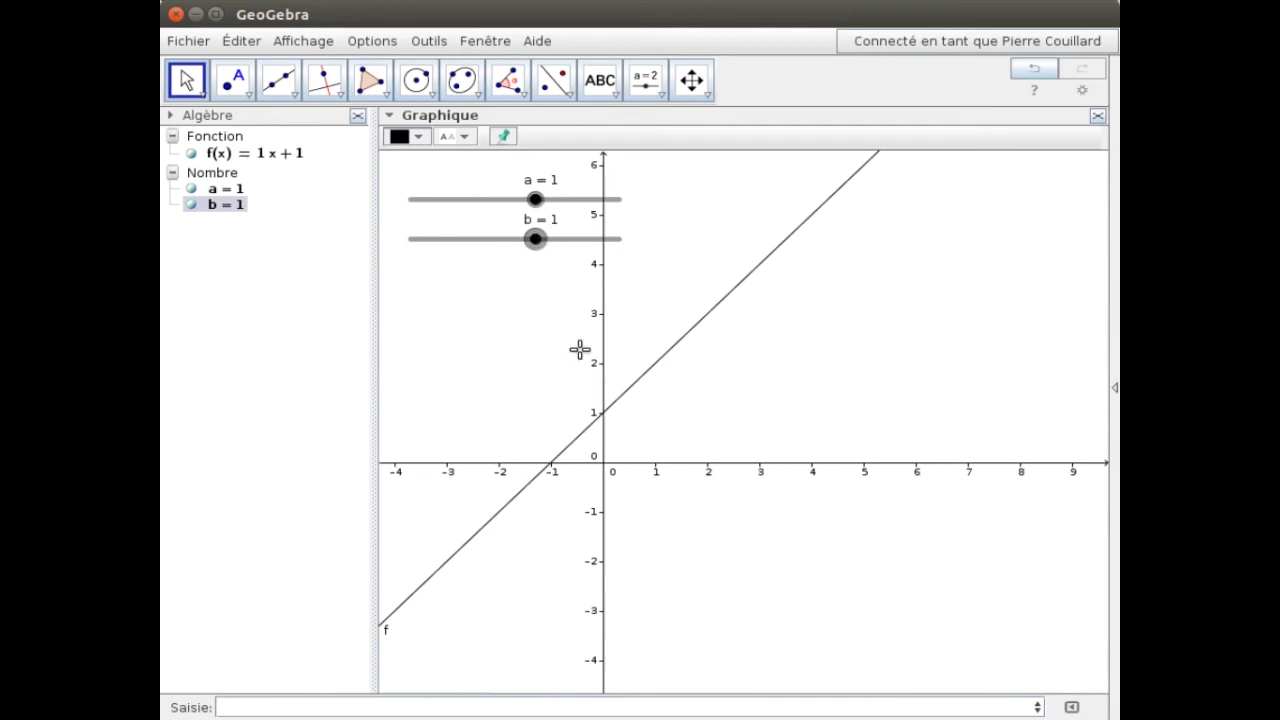 GeoGebra
Fichier Éditer Affichage Options Outils Fenêtre Aide
Connecté en tant que Pierre Couillard
A
α
ABC
a=2
?
Algèbre
Graphique
A A
Fonction
f(x) = 1 x + 1
Nombre
a = 1
b = 1
a = 1
b = 1
6
5
4
3
2
1
0
-4 -3 -2 -1 0 1 2 3 4 5 6 7 8 9
-1
-2
-3
-4
f
Saisie: